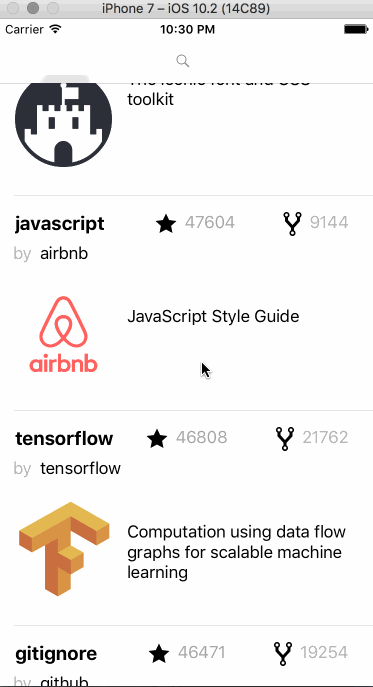 iPhone 7 – iOS 10.2 (14C89)
Carrier 10:30 PM
The iconic font and CSS
toolkit
javascript 47604 9144
by airbnb
JavaScript Style Guide
airbnb
tensorflow 46808 21762
by tensorflow
Computation using data flow
graphs for scalable machine
learning
gitignore 46471 19254
by github